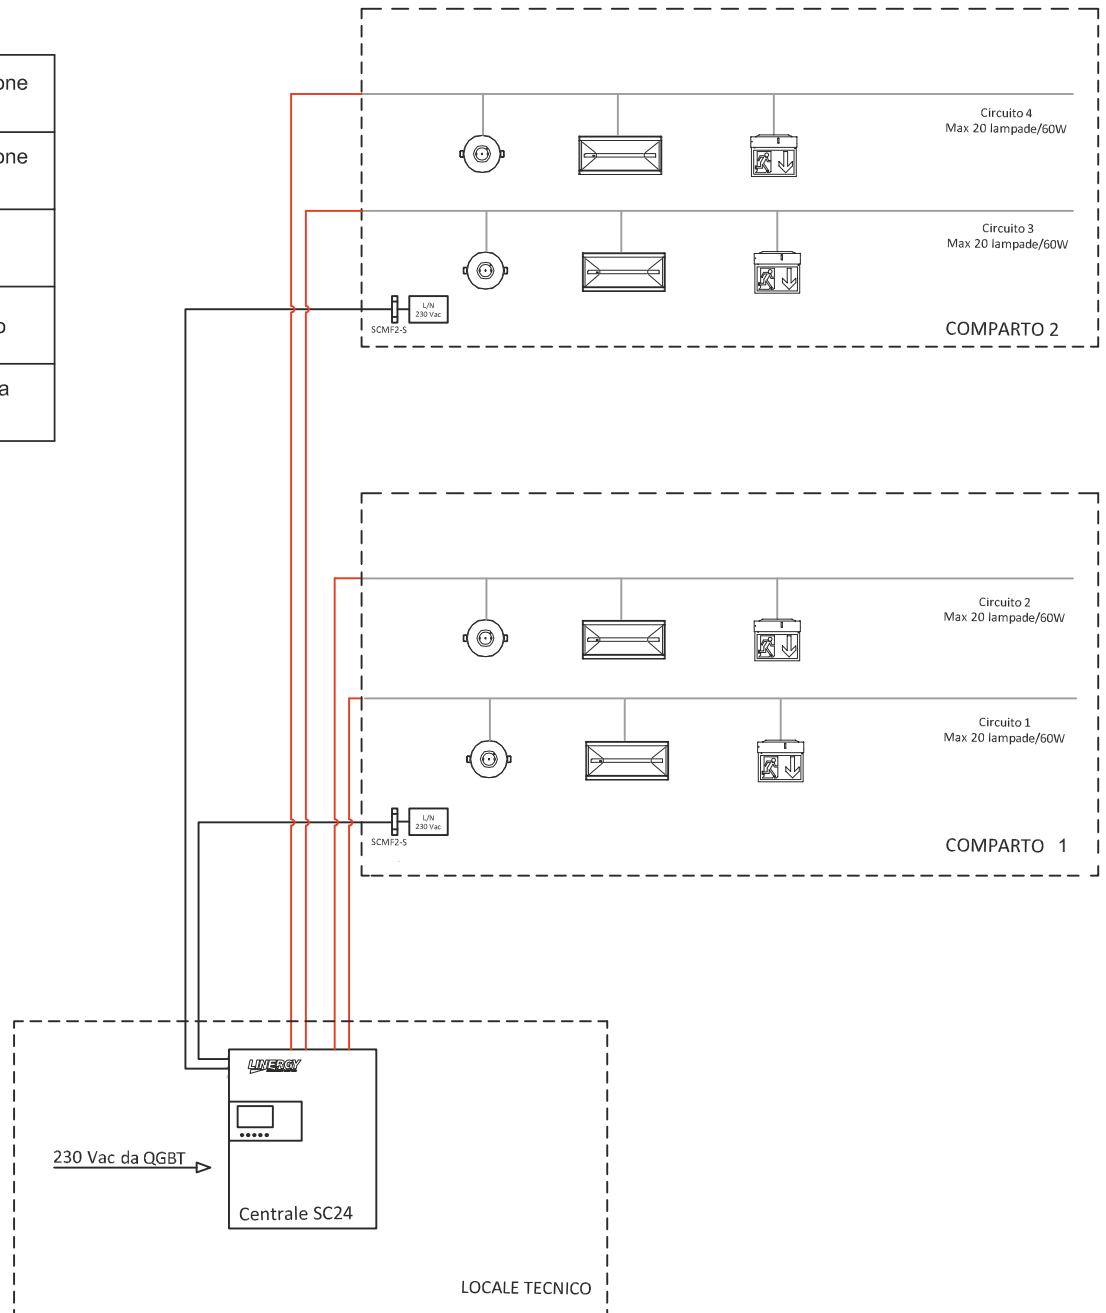 one
one
o
a
Circuito 4
Max 20 lampade/60W
Circuito 3
Max 20 lampade/60W
L/N
230 Vac
SCMF2-S
COMPARTO 2
Circuito 2
Max 20 lampade/60W
Circuito 1
Max 20 lampade/60W
L/N
230 Vac
SCMF2-S
COMPARTO 1
LINERGY
230 Vac da QGBT
Centrale SC24
LOCALE TECNICO